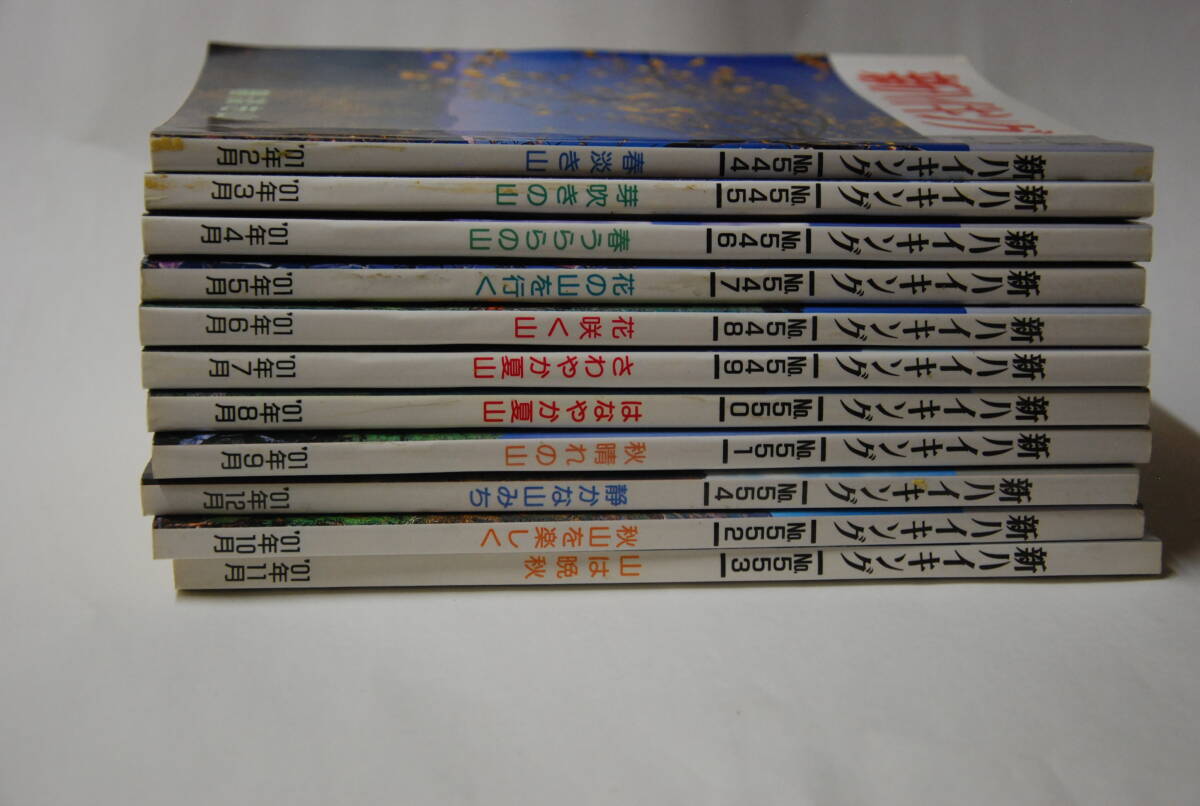 新ハイキング
新ハイキング No.544 春淡き山 '01年2月
新ハイキング No.545 芽吹きの山 '01年3月
新ハイキング No.546 春うららの山 '01年4月
新ハイキング No.547 花の山を行く '01年5月
新ハイキング No.548 花咲く山 '01年6月
新ハイキング No.549 さわやか夏山 '01年7月
新ハイキング No.550 はなやか夏山 '01年8月
新ハイキング No.551 秋晴れの山 '01年9月
新ハイキング No.554 静かな山みち '01年12月
新ハイキング No.552 秋山を楽しく '01年10月
新ハイキング No.553 山は晩秋 '01年11月